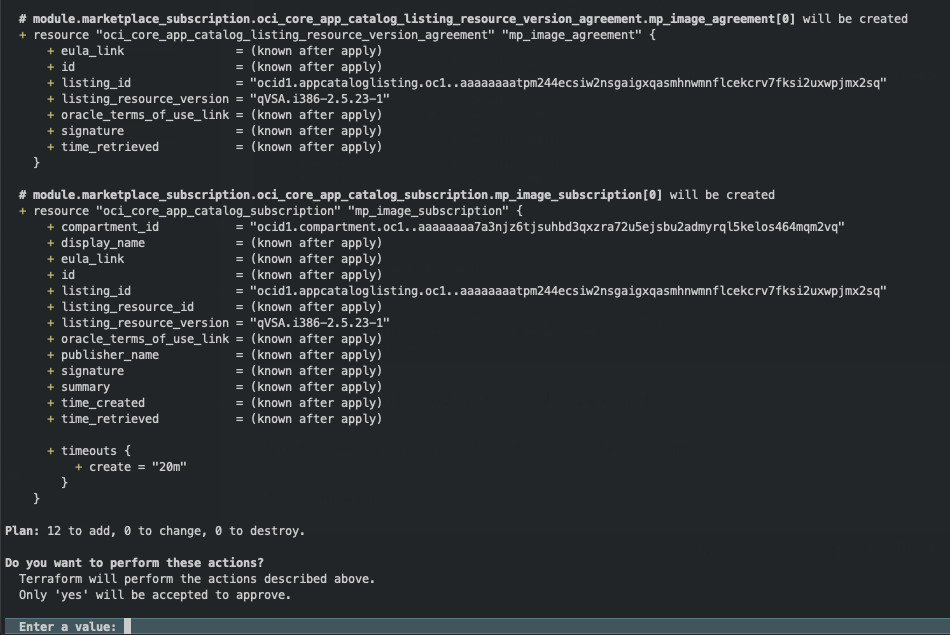 # module.marketplace_subscription.oci_core_app_catalog_listing_resource_version_agreement.mp_image_agreement[0] will be created
+ resource "oci_core_app_catalog_listing_resource_version_agreement" "mp_image_agreement" {
+ eula_link = (known after apply)
+ id = (known after apply)
+ listing_id = "ocid1.appcataloglisting.oc1..aaaaaaaatpm244ecsiw2nsgaigxqasmhnwmnflcekcrv7fksi2uxwpjmx2sq"
+ listing_resource_version = "qVSA.i386-2.5.23-1"
+ oracle_terms_of_use_link = (known after apply)
+ signature = (known after apply)
+ time_retrieved = (known after apply)
}
# module.marketplace_subscription.oci_core_app_catalog_subscription.mp_image_subscription[0] will be created
+ resource "oci_core_app_catalog_subscription" "mp_image_subscription" {
+ compartment_id = "ocid1.compartment.oc1..aaaaaaaa7a3njz6tjsuhbd3qxzra72u5ejsbu2admyrql5kelos464mqm2vq"
+ display_name = (known after apply)
+ eula_link = (known after apply)
+ id = (known after apply)
+ listing_id = "ocid1.appcataloglisting.oc1..aaaaaaaatpm244ecsiw2nsgaigxqasmhnwmnflcekcrv7fksi2uxwpjmx2sq"
+ listing_resource_id = (known after apply)
+ listing_resource_version = "qVSA.i386-2.5.23-1"
+ oracle_terms_of_use_link = (known after apply)
+ publisher_name = (known after apply)
+ signature = (known after apply)
+ summary = (known after apply)
+ time_created = (known after apply)
+ time_retrieved = (known after apply)
+ timeouts {
+ create = "20m"
}
}
Plan: 12 to add, 0 to change, 0 to destroy.
Do you want to perform these actions?
Terraform will perform the actions described above.
Only 'yes' will be accepted to approve.
Enter a value: